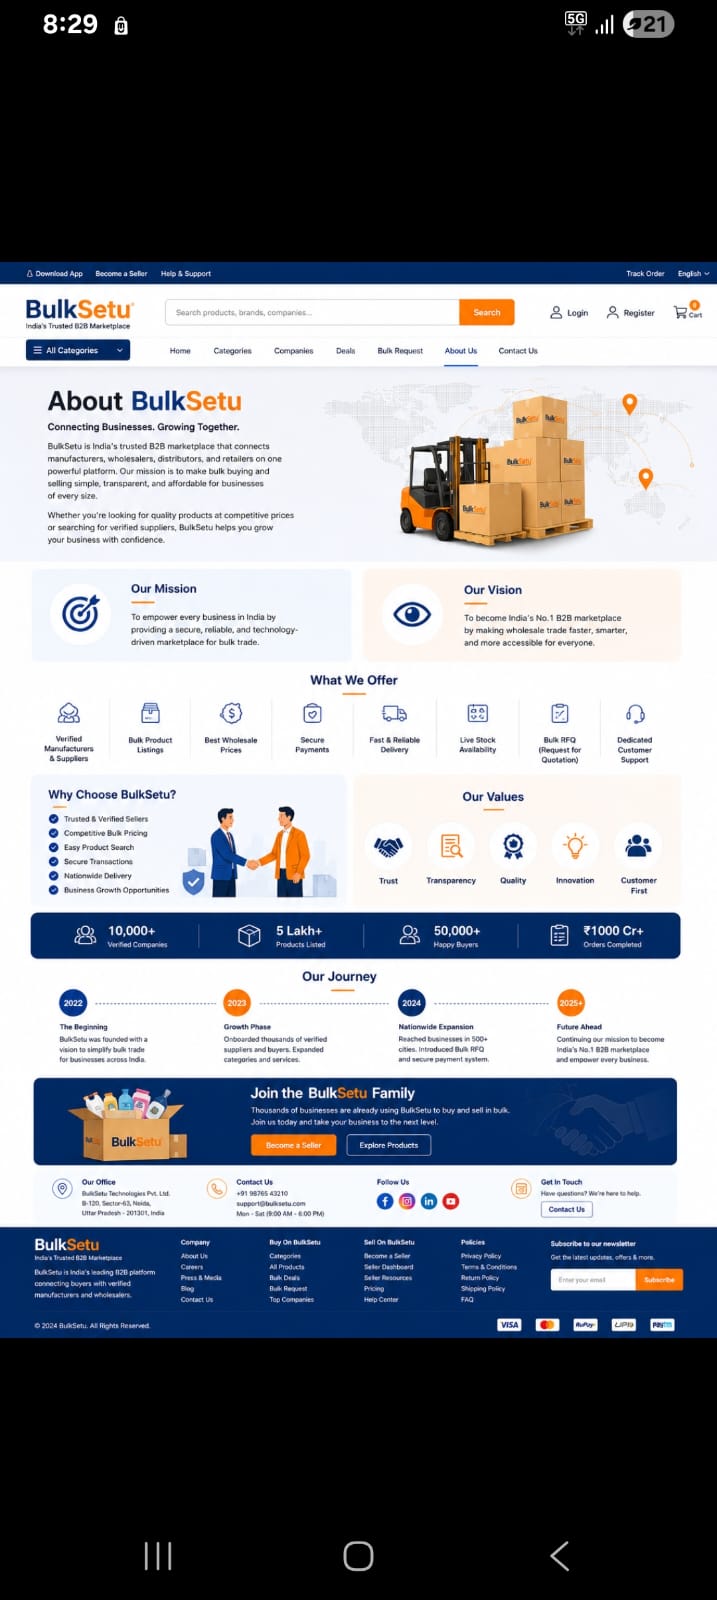 8:29
5G
21
Download App Become a Seller Help & Support
Track Order English
BulkSetu
India's Trusted B2B Marketplace
Search products, brands, companies...
Search
Login
Register
0
Cart
All Categories
Home Categories Companies Deals Bulk Request About Us Contact Us
About BulkSetu
Connecting Businesses. Growing Together.
BulkSetu is India's trusted B2B marketplace that connects
manufacturers, wholesalers, distributors, and retailers on one
powerful platform. Our mission is to make bulk buying and
selling simple, transparent, and affordable for businesses
of every size.
Whether you're looking for quality products at competitive prices
or searching for verified suppliers, BulkSetu helps you grow
your business with confidence.
BulkSetu BulkSetu
BulkSetu BulkSetu
BulkSetu BulkSetu BulkSetu
Our Mission
To empower every business in India by
providing a secure, reliable, and technology-
driven marketplace for bulk trade.
Our Vision
To become India's No.1 B2B marketplace
by making wholesale trade faster, smarter,
and more accessible for everyone.
What We Offer
Verified
Manufacturers
& Suppliers
Bulk Product
Listings
Best Wholesale
Prices
Secure
Payments
Fast & Reliable
Delivery
Live Stock
Availability
Bulk RFQ
(Request for
Quotation)
Dedicated
Customer
Support
Why Choose BulkSetu?
Trusted & Verified Sellers
Competitive Bulk Pricing
Easy Product Search
Secure Transactions
Nationwide Delivery
Business Growth Opportunities
Our Values
Trust
Transparency
Quality
Innovation
Customer
First
10,000+
Verified Companies
5 Lakh+
Products Listed
50,000+
Happy Buyers
₹1000 Cr+
Orders Completed
Our Journey
2022
The Beginning
BulkSetu was founded with a
vision to simplify bulk trade
for businesses across India.
2023
Growth Phase
Onboarded thousands of verified
suppliers and buyers. Expanded
categories and services.
2024
Nationwide Expansion
Reached businesses in 500+
cities. Introduced Bulk RFQ
and secure payment system.
2025+
Future Ahead
Continuing our mission to become
India's No.1 B2B marketplace
and empower every business.
BulkSetu
Join the BulkSetu Family
Thousands of businesses are already using BulkSetu to buy and sell in bulk.
Join us today and take your business to the next level.
Become a Seller
Explore Products
Our Office
BulkSetu Technologies Pvt. Ltd.
B-120, Sector-63, Noida,
Uttar Pradesh - 201301, India
Contact Us
+91 98765 43210
support@bulksetu.com
Mon - Sat (9:00 AM - 6:00 PM)
Follow Us
Get In Touch
Have questions? We're here to help.
Contact Us
BulkSetu
India's Trusted B2B Marketplace
BulkSetu is India's leading B2B platform
connecting buyers with verified
manufacturers and wholesalers.
Company
About Us
Careers
Press & Media
Blog
Contact Us
Buy On BulkSetu
Categories
All Products
Bulk Deals
Bulk Request
Top Companies
Sell On BulkSetu
Become a Seller
Seller Dashboard
Seller Resources
Pricing
Help Center
Policies
Privacy Policy
Terms & Conditions
Return Policy
Shipping Policy
FAQ
Subscribe to our newsletter
Get the latest updates, offers & more.
Enter your email
Subscribe
© 2024 BulkSetu. All Rights Reserved.
VISA
RuPay
UPI
paytm